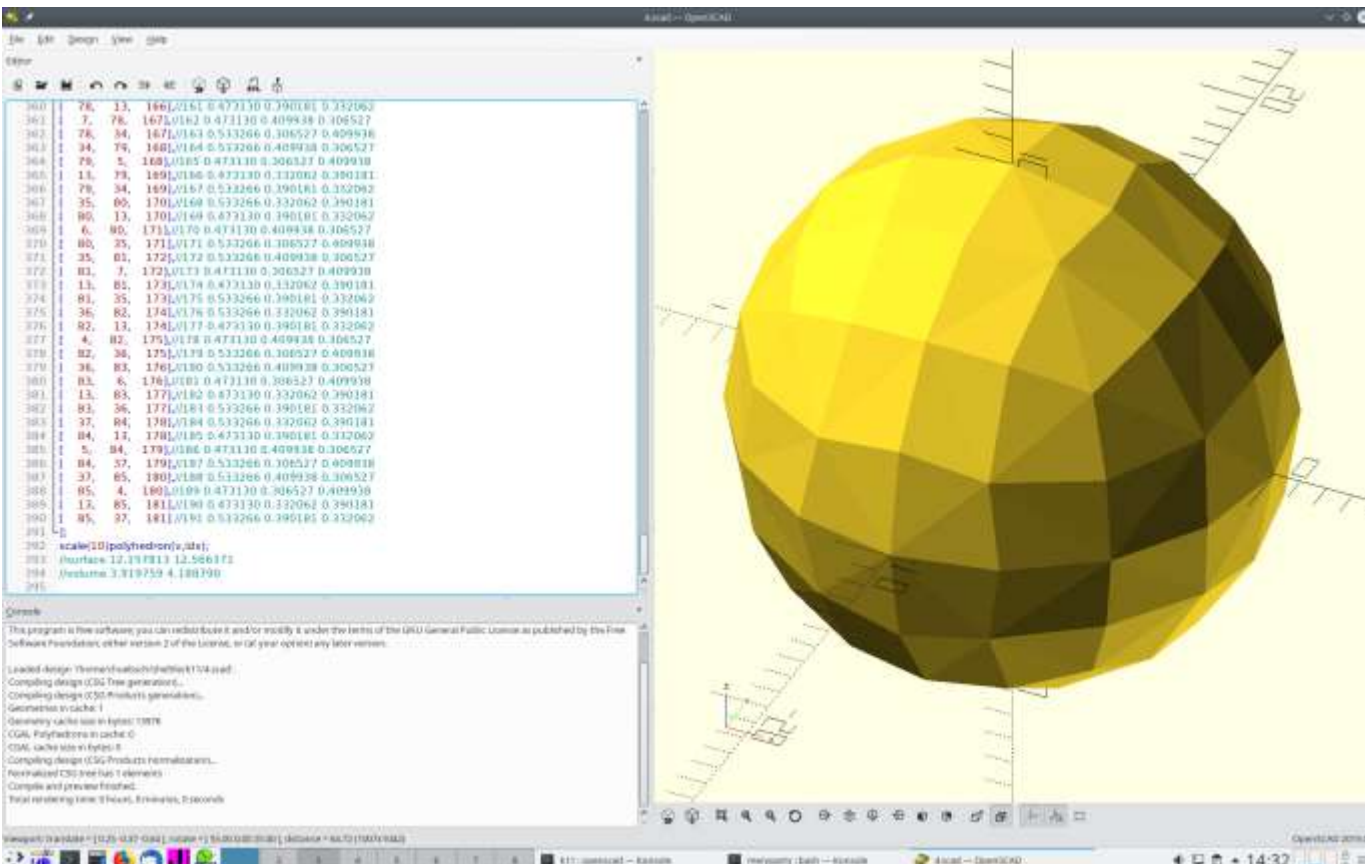 4.scad — OpenSCAD
File Edit Design View Help
Editor
360 [ 78, 13, 166],//161 0.473130 0.390181 0.332062
361 [ 7, 78, 167],//162 0.473130 0.409938 0.306527
362 [ 78, 34, 167],//163 0.533266 0.306527 0.409938
363 [ 34, 79, 168],//164 0.533266 0.409938 0.306527
364 [ 79, 5, 168],//165 0.473130 0.306527 0.409938
365 [ 13, 79, 169],//166 0.473130 0.332062 0.390181
366 [ 79, 34, 169],//167 0.533266 0.390181 0.332062
367 [ 35, 80, 170],//168 0.533266 0.332062 0.390181
368 [ 80, 13, 170],//169 0.473130 0.390181 0.332062
369 [ 6, 80, 171],//170 0.473130 0.409938 0.306527
370 [ 80, 35, 171],//171 0.533266 0.306527 0.409938
371 [ 35, 81, 172],//172 0.533266 0.409938 0.306527
372 [ 81, 7, 172],//173 0.473130 0.306527 0.409938
373 [ 13, 81, 173],//174 0.473130 0.332062 0.390181
374 [ 81, 35, 173],//175 0.533266 0.390181 0.332062
375 [ 36, 82, 174],//176 0.533266 0.332062 0.390181
376 [ 82, 13, 174],//177 0.473130 0.390181 0.332062
377 [ 4, 82, 175],//178 0.473130 0.409938 0.306527
378 [ 82, 36, 175],//179 0.533266 0.306527 0.409938
379 [ 36, 83, 176],//180 0.533266 0.409938 0.306527
380 [ 83, 6, 176],//181 0.473130 0.306527 0.409938
381 [ 13, 83, 177],//182 0.473130 0.332062 0.390181
382 [ 83, 36, 177],//183 0.533266 0.390181 0.332062
383 [ 37, 84, 178],//184 0.533266 0.332062 0.390181
384 [ 84, 13, 178],//185 0.473130 0.390181 0.332062
385 [ 5, 84, 179],//186 0.473130 0.409938 0.306527
386 [ 84, 37, 179],//187 0.533266 0.306527 0.409938
387 [ 37, 85, 180],//188 0.533266 0.409938 0.306527
388 [ 85, 4, 180],//189 0.473130 0.306527 0.409938
389 [ 13, 85, 181],//190 0.473130 0.332062 0.390181
390 [ 85, 37, 181],//191 0.533266 0.390181 0.332062
391 ];
392 scale(10)polyhedron(v,idx);
393 //surface 12.157813 12.566371
394 //volume 3.919759 4.188790
395
Console
This program is free software; you can redistribute it and/or modify it under the terms of the GNU General Public License as published by the Free
Software Foundation; either version 2 of the License, or (at your option) any later version.
Compiling design (CSG Tree generation)...
Compiling design (CSG Products generation)...
Geometries in cache: 1
Geometry cache size in bytes: 13976
CGAL Polyhedrons in cache: 0
CGAL cache size in bytes: 0
Compiling design (CSG Products normalization)...
Normalized CSG tree has 1 elements
Compile and preview finished.
Total rendering time: 0 hours, 0 minutes, 0 seconds
4.scad — OpenSCAD
14:32